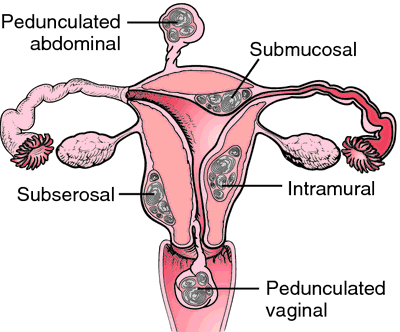 Pedunculated
abdominal
Submucosal
Subserosal
Intramural
Pedunculated
vaginal